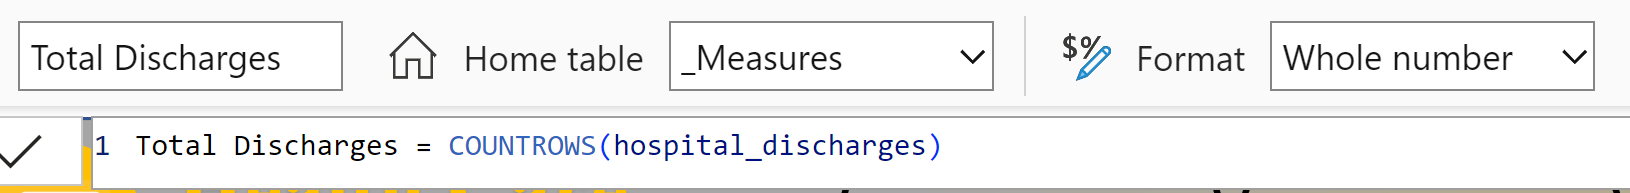 Total Discharges Home table _Measures $% Format Whole number
1 Total Discharges = COUNTROWS(hospital_discharges)